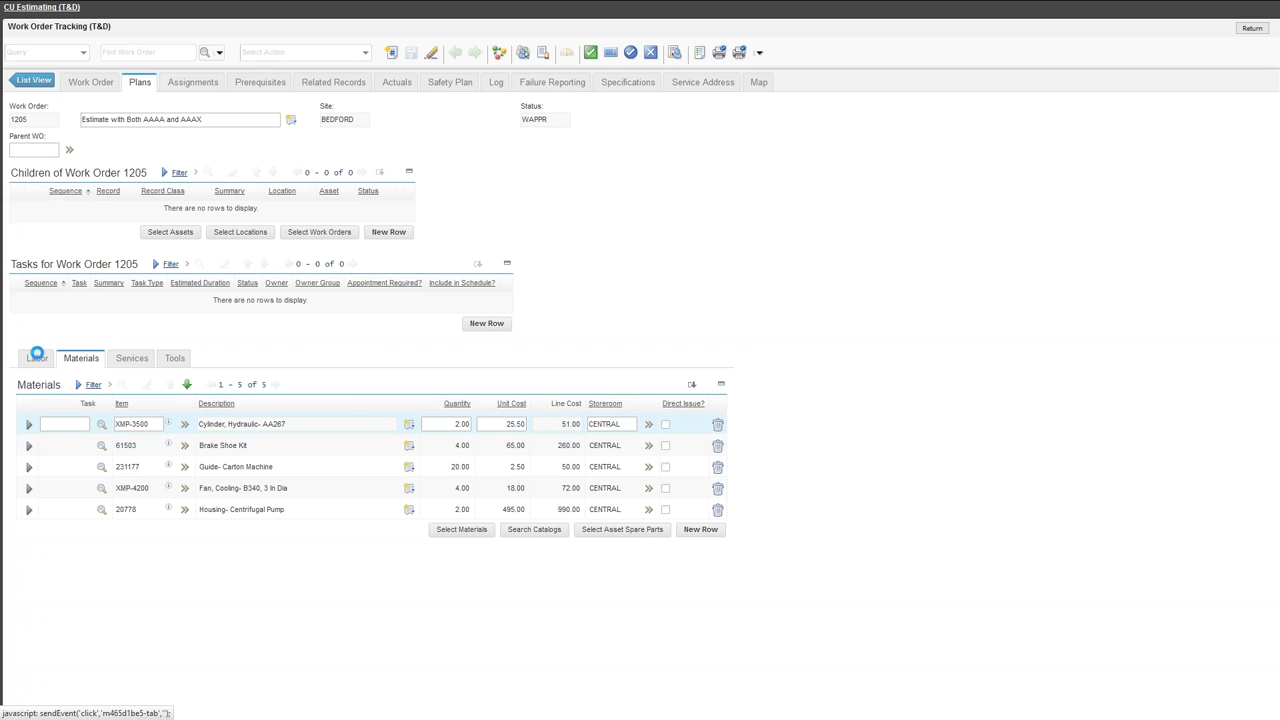 CU Estimating (T&D)
Work Order Tracking (T&D)
Return
Query Find Work Order Select Action
List View Work Order Plans Assignments Prerequisites Related Records Actuals Safety Plan Log Failure Reporting Specifications Service Address Map
Work Order: Site: Status:
1205 Estimate with Both AAAA and AAAX BEDFORD WAPPR
Parent WO:
Children of Work Order 1205 Filter 0 - 0 of 0
Sequence Record Record Class Summary Location Asset Status
There are no rows to display.
Select Assets Select Locations Select Work Orders New Row
Tasks for Work Order 1205 Filter 0 - 0 of 0
Sequence Task Summary Task Type Estimated Duration Status Owner Owner Group Appointment Required? Include in Schedule?
There are no rows to display.
New Row
Labor Materials Services Tools
Materials Filter 1 - 5 of 5
Task Item Description Quantity Unit Cost Line Cost Storeroom Direct Issue?
XMP-3500 Cylinder, Hydraulic- AA267 2.00 25.50 51.00 CENTRAL
61503 Brake Shoe Kit 4.00 65.00 260.00 CENTRAL
231177 Guide- Carton Machine 20.00 2.50 50.00 CENTRAL
XMP-4200 Fan, Cooling- B340, 3 In Dia 4.00 18.00 72.00 CENTRAL
20778 Housing- Centrifugal Pump 2.00 495.00 990.00 CENTRAL
Select Materials Search Catalogs Select Asset Spare Parts New Row
javascript: sendEvent('click','m465d1be5-tab','');